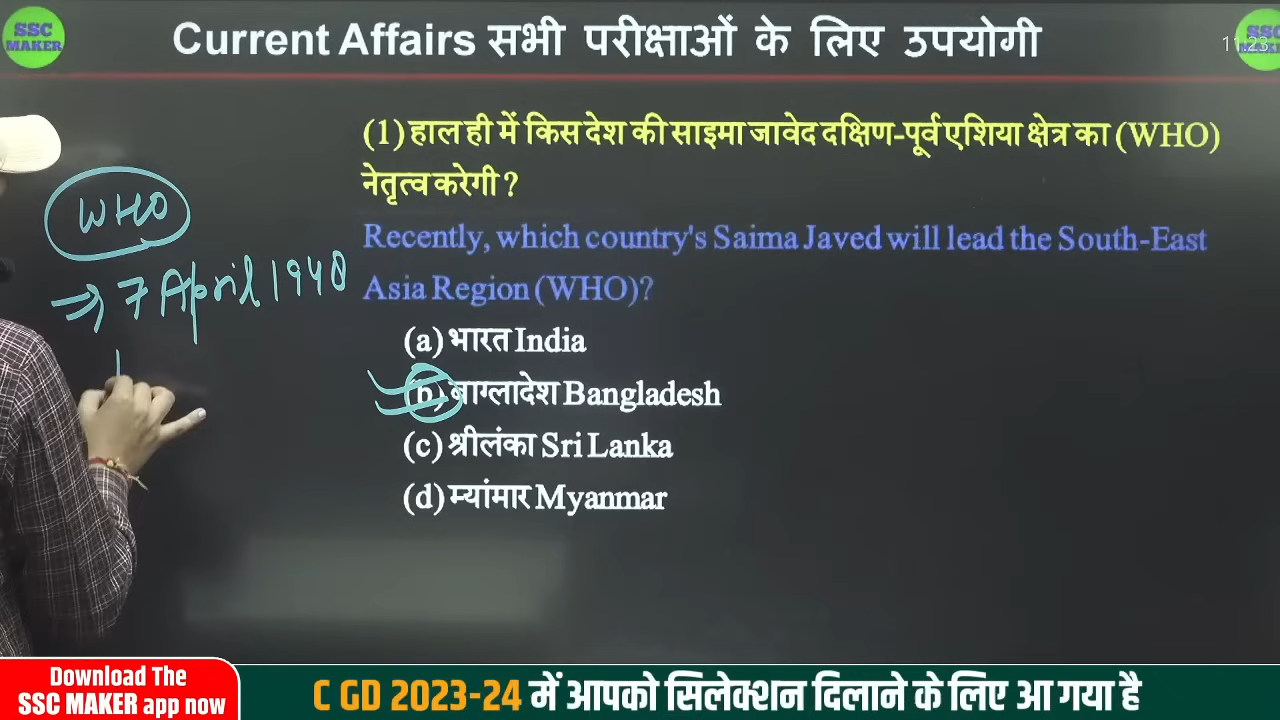 SSC
MAKER
Current Affairs सभी परीक्षाओं के लिए उपयोगी
11:23
(1) हाल ही में किस देश की साइमा जावेद दक्षिण-पूर्व एशिया क्षेत्र का (WHO)
नेतृत्व करेगी ?
Recently, which country's Saima Javed will lead the South-East
Asia Region (WHO)?
(a) भारत India
(b) बाग्लादेश Bangladesh
(c) श्रीलंका Sri Lanka
(d) म्यांमार Myanmar
WHO
⇒ 7 April 1948
Download The
SSC MAKER app now
C GD 2023-24 में आपको सिलेक्शन दिलाने के लिए आ गया है